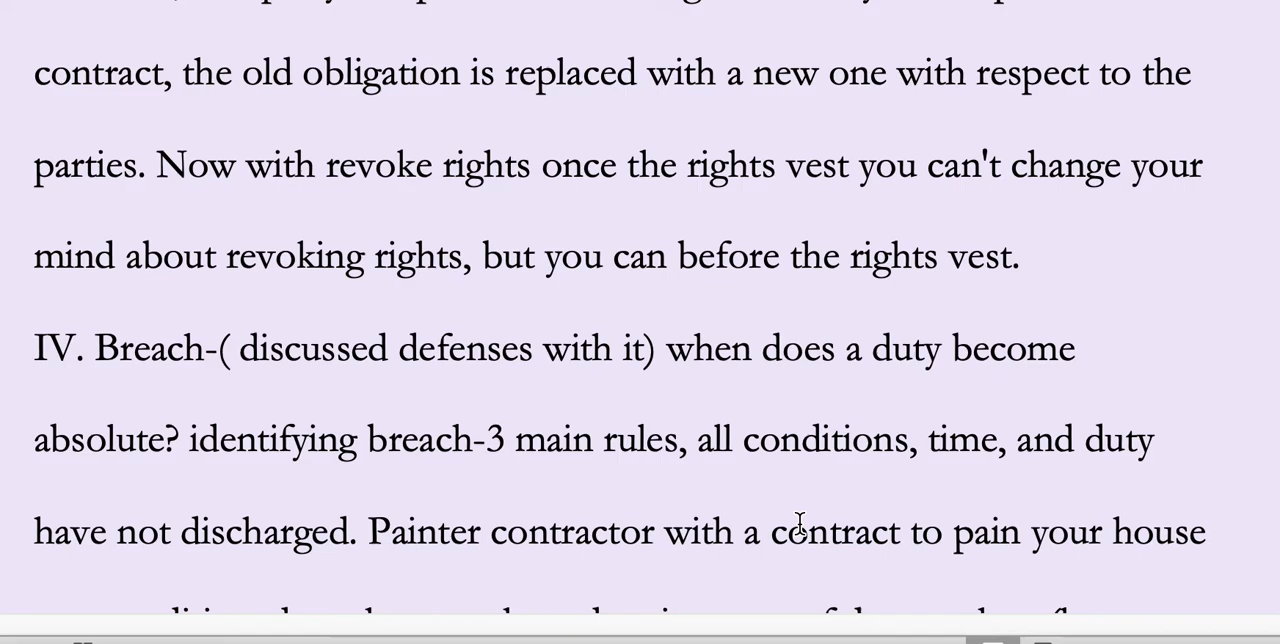 contract, the old obligation is replaced with a new one with respect to the
parties. Now with revoke rights once the rights vest you can't change your
mind about revoking rights, but you can before the rights vest.
IV. Breach-( discussed defenses with it) when does a duty become
absolute? identifying breach-3 main rules, all conditions, time, and duty
have not discharged. Painter contractor with a contract to pain your house